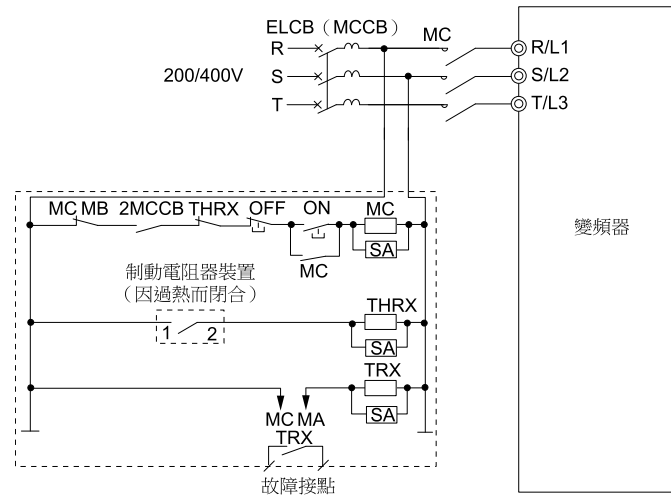 ELCB（MCCB）
MC
R
R/L1
200/400V
S
S/L2
T
T/L3
變頻器
MC MB 2MCCB THRX OFF ON MC
SA
MC
制動電阻器裝置
（因過熱而閉合）
1 2
THRX
SA
TRX
SA
MC MA
TRX
故障接點